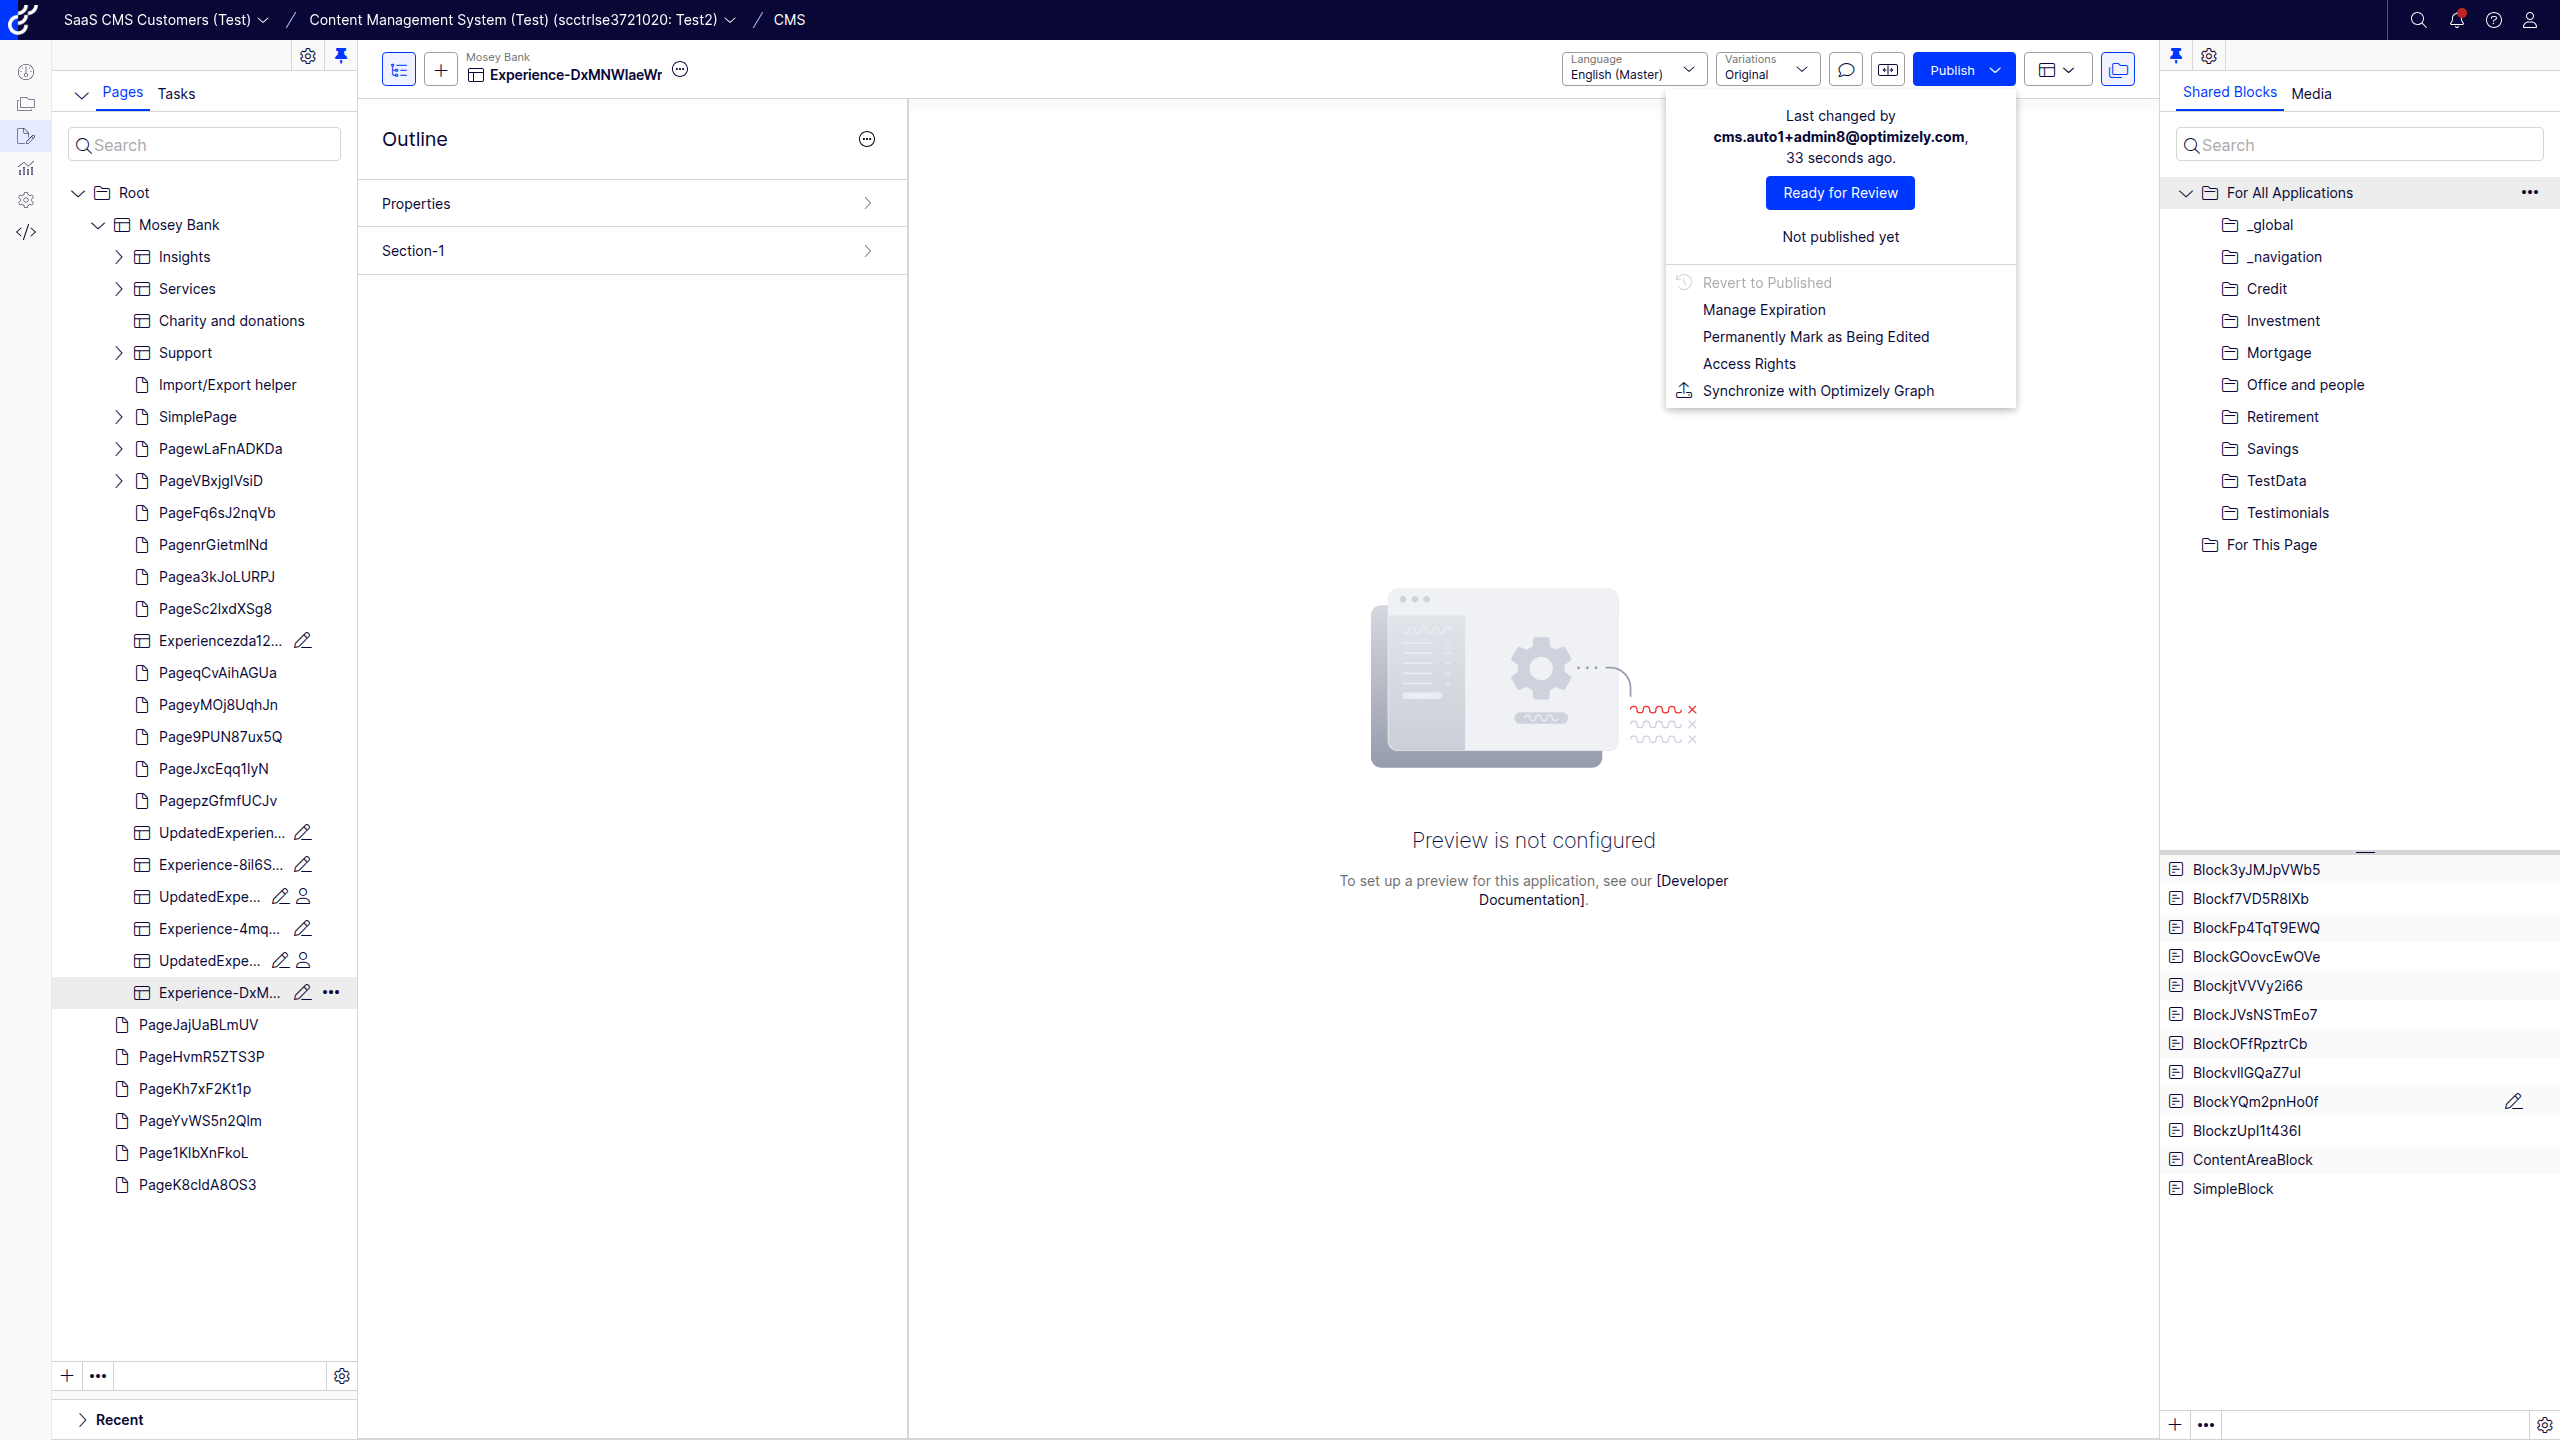 SaaS CMS Customers (Test)
Content Management System (Test) (scctrlse3721020: Test2)
CMS
Pages
Tasks
Search
Root
Mosey Bank
Insights
Services
Charity and donations
Support
Import/Export helper
SimplePage
PagewLaFnADKDa
PageVBxjgIVsiD
PageFq6sJ2nqVb
PagenrGietmlNd
Pagea3kJoLURPJ
PageSc2lxdXSg8
Experiencezda12...
PageqCvAihAGUa
PageyMOj8UqhJn
Page9PUN87ux5Q
PageJxcEqq1lyN
PagepzGfmfUCJv
UpdatedExperien...
Experience-8il6S...
UpdatedExpe...
Experience-4mq...
UpdatedExpe...
Experience-DxM...
PageJajUaBLmUV
PageHvmR5ZTS3P
PageKh7xF2Kt1p
PageYvWS5n2Qlm
Page1KlbXnFkoL
PageK8cldA8OS3
Recent
Mosey Bank
Experience-DxMNWlaeWr
Language
English (Master)
Variations
Original
Publish
Outline
Properties
Section-1
Last changed by
cms.auto1+admin8@optimizely.com,
33 seconds ago.
Ready for Review
Not published yet
Revert to Published
Manage Expiration
Permanently Mark as Being Edited
Access Rights
Synchronize with Optimizely Graph
Preview is not configured
To set up a preview for this application, see our [Developer
Documentation].
Shared Blocks
Media
Search
For All Applications
_global
_navigation
Credit
Investment
Mortgage
Office and people
Retirement
Savings
TestData
Testimonials
For This Page
Block3yJMJpVWb5
Blockf7VD5R8lXb
BlockFp4TqT9EWQ
BlockGOovcEwOVe
BlockjtVVVy2i66
BlockJVsNSTmEo7
BlockOFfRpztrCb
BlockvllGQaZ7ul
BlockYQm2pnHo0f
BlockzUpI1t436I
ContentAreaBlock
SimpleBlock